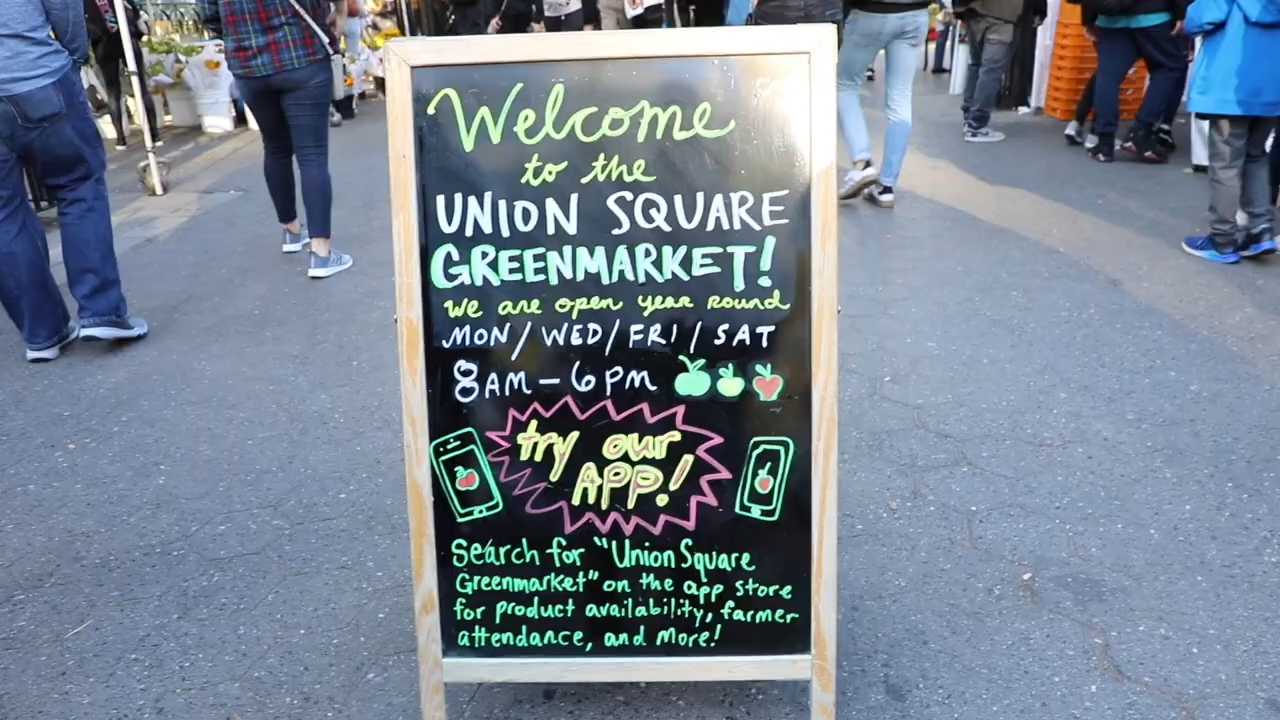 Welcome
to the
UNION SQUARE
GREENMARKET!
We are open year round
MON/WED/FRI/SAT
8AM-6PM
try our
APP!
Search for "Union Square
Greenmarket" on the app store
for product availability, farmer
attendance, and more!